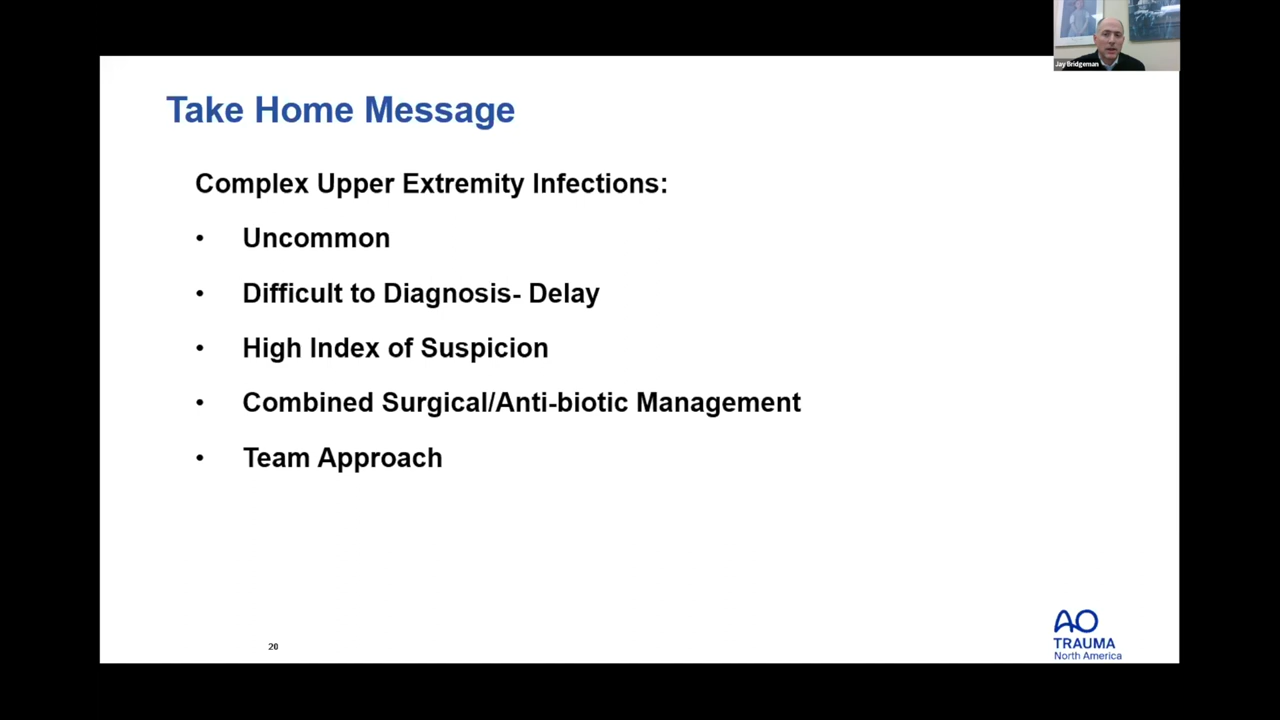 Jay Bridgeman
Take Home Message
Complex Upper Extremity Infections:
• Uncommon
• Difficult to Diagnosis- Delay
• High Index of Suspicion
• Combined Surgical/Anti-biotic Management
• Team Approach
20
AO
TRAUMA
North America